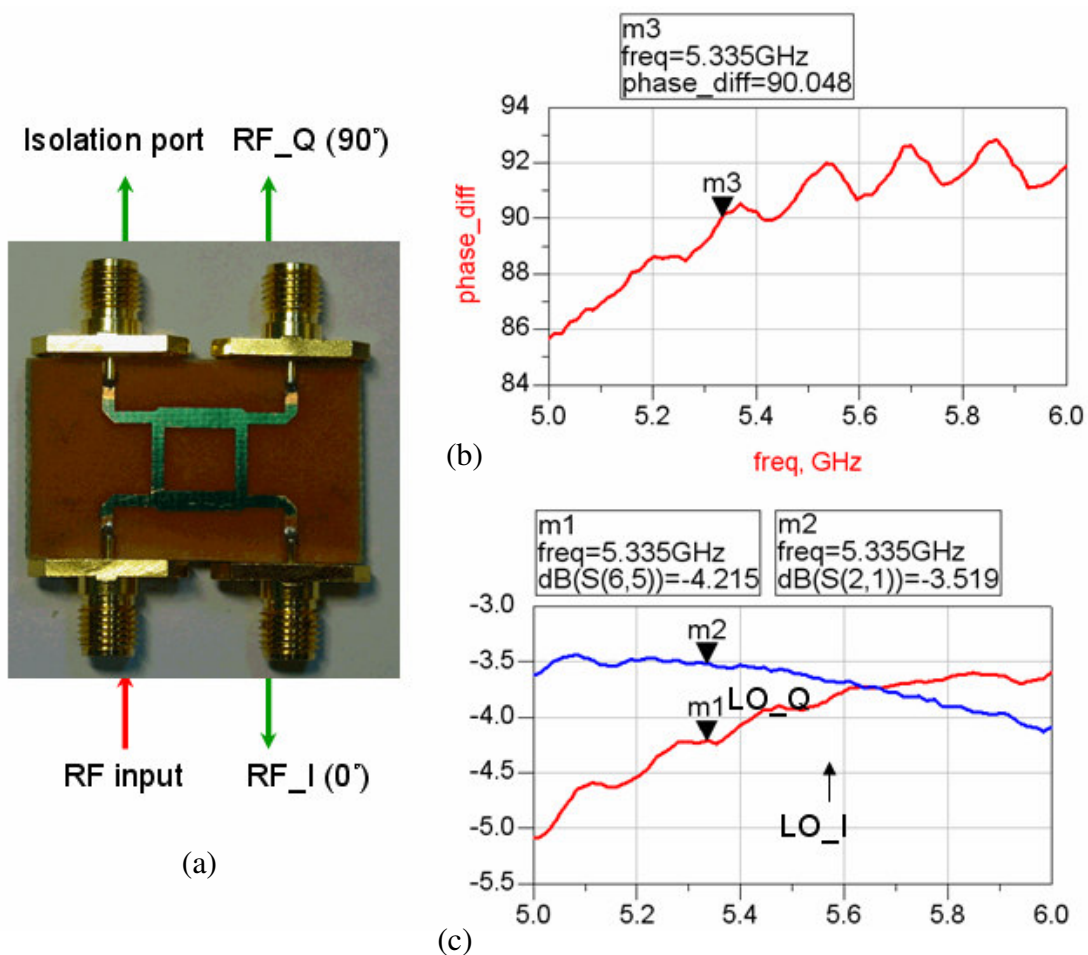 Isolation port RF_Q (90°)
RF input RF_I (0°)
(a)
m3
freq=5.335GHz
phase_diff=90.048
94
92
90
88
86
84
phase_diff
m3
5.0 5.2 5.4 5.6 5.8 6.0
freq, GHz
(b)
m1
freq=5.335GHz
dB(S(6,5))=-4.215
m2
freq=5.335GHz
dB(S(2,1))=-3.519
-3.0
-3.5
-4.0
-4.5
-5.0
-5.5
m2
m1
LO_Q
LO_I
5.0 5.2 5.4 5.6 5.8 6.0
(c)